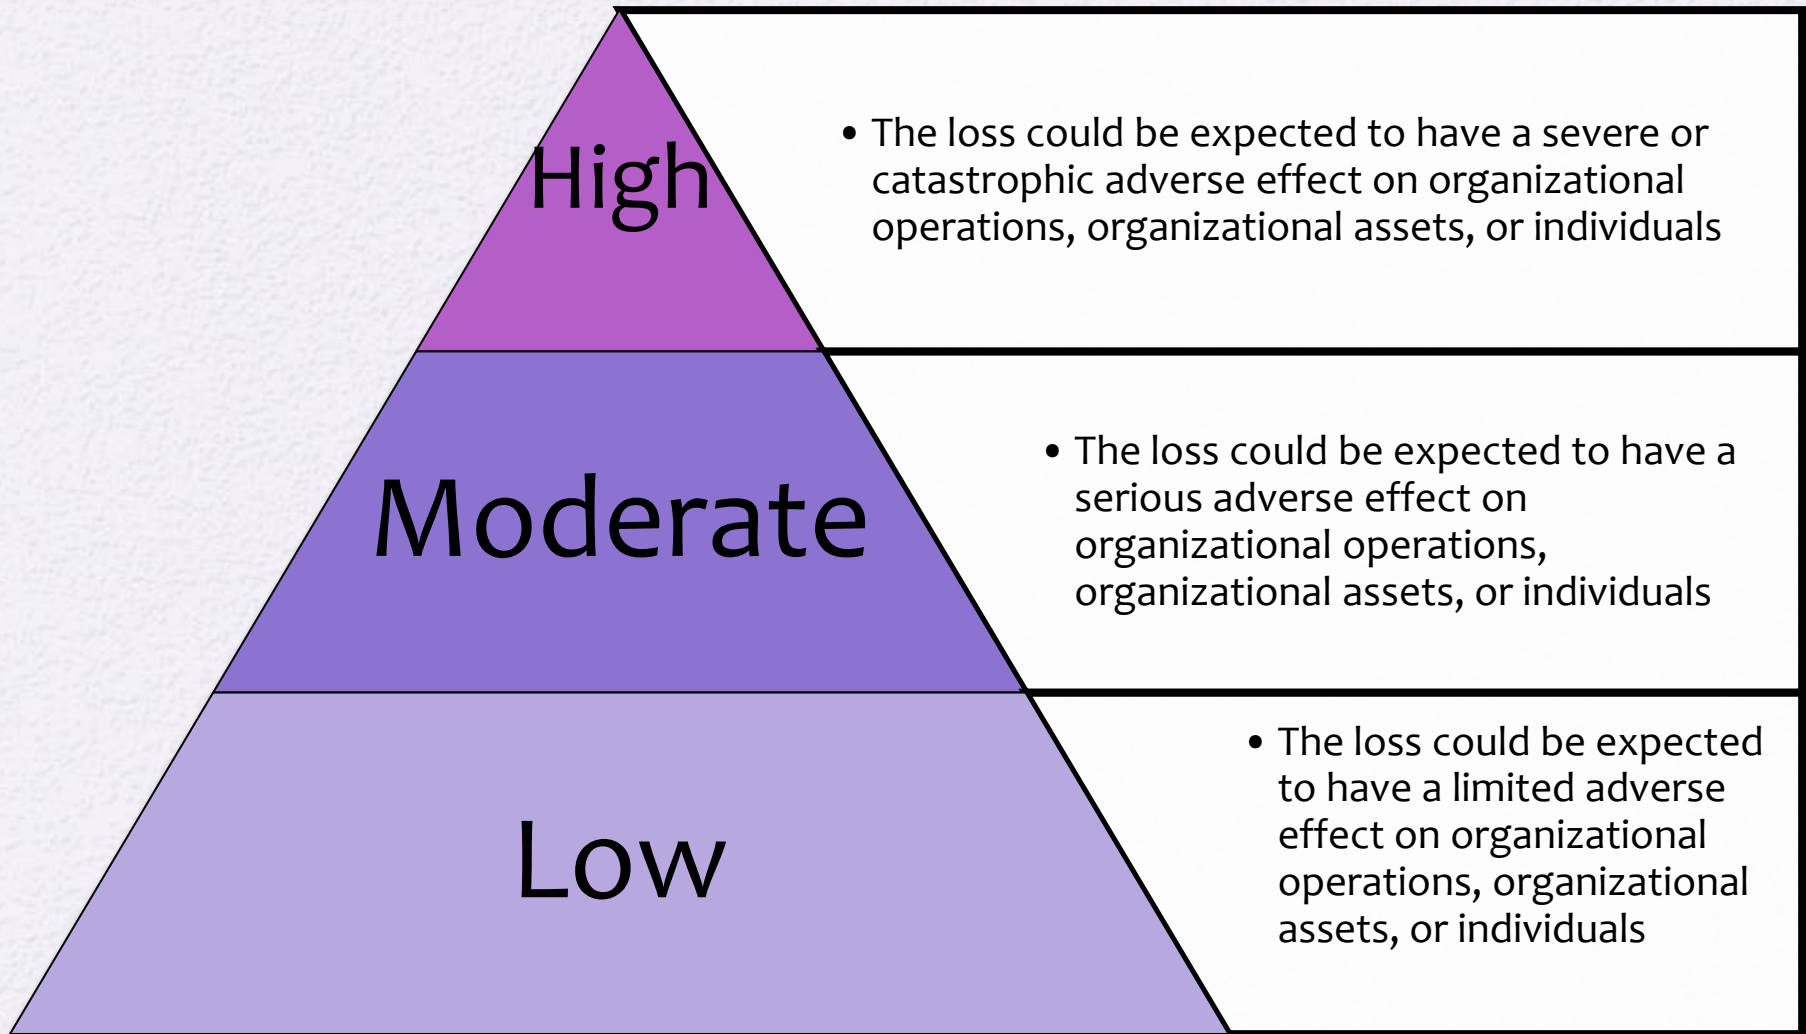 High
• The loss could be expected to have a severe or
catastrophic adverse effect on organizational
operations, organizational assets, or individuals
Moderate
• The loss could be expected to have a
serious adverse effect on
organizational operations,
organizational assets, or individuals
Low
• The loss could be expected
to have a limited adverse
effect on organizational
operations, organizational
assets, or individuals